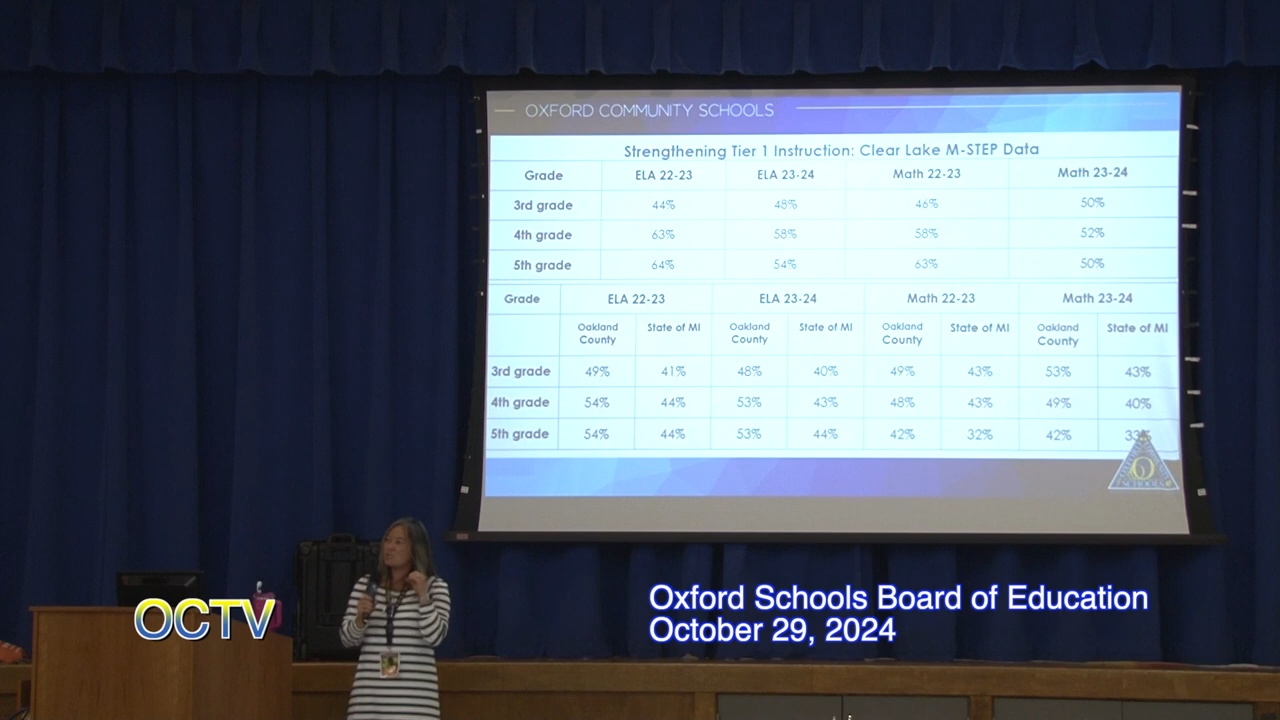 OXFORD COMMUNITY SCHOOLS
Strengthening Tier 1 Instruction: Clear Lake M-STEP Data
Grade ELA 22-23 ELA 23-24 Math 22-23 Math 23-24
3rd grade 44% 48% 46% 50%
4th grade 63% 58% 58% 52%
5th grade 64% 54% 63% 50%
Grade ELA 22-23 ELA 23-24 Math 22-23 Math 23-24
Oakland County State of MI Oakland County State of MI Oakland County State of MI Oakland County State of MI
3rd grade 49% 41% 48% 40% 49% 43% 53% 43%
4th grade 54% 44% 53% 43% 48% 43% 49% 40%
5th grade 54% 44% 53% 44% 42% 32% 42%
OCTV
Oxford Schools Board of Education
October 29, 2024